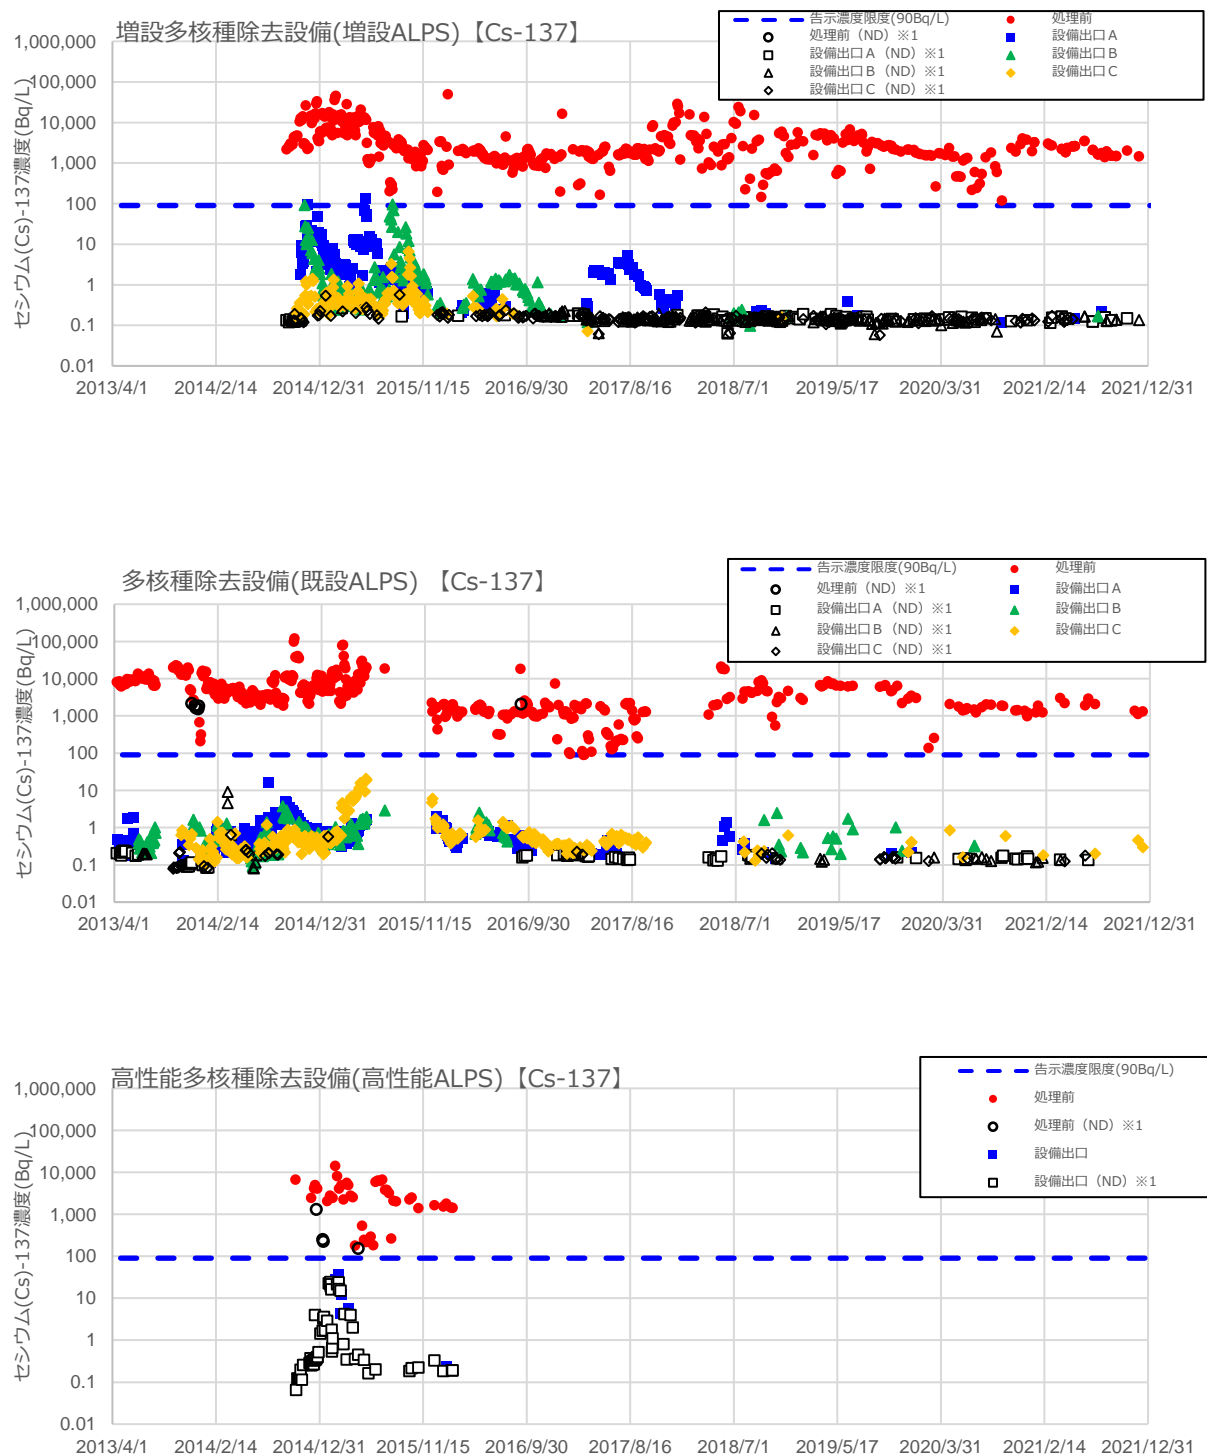 増設多核種除去設備(増設ALPS)【Cs-137】
告示濃度限度(90Bq/L)
処理前
処理前（ND）※1
設備出口A
設備出口A（ND）※1
設備出口B
設備出口B（ND）※1
設備出口C
設備出口C（ND）※1
セシウム(Cs)-137濃度(Bq/L)
1,000,000
100,000
10,000
1,000
100
10
1
0.1
0.01
2013/4/1 2014/2/14 2014/12/31 2015/11/15 2016/9/30 2017/8/16 2018/7/1 2019/5/17 2020/3/31 2021/2/14 2021/12/31
多核種除去設備(既設ALPS) 【Cs-137】
告示濃度限度(90Bq/L)
処理前
処理前（ND）※1
設備出口A
設備出口A（ND）※1
設備出口B
設備出口B（ND）※1
設備出口C
設備出口C（ND）※1
セシウム(Cs)-137濃度(Bq/L)
1,000,000
100,000
10,000
1,000
100
10
1
0.1
0.01
2013/4/1 2014/2/14 2014/12/31 2015/11/15 2016/9/30 2017/8/16 2018/7/1 2019/5/17 2020/3/31 2021/2/14 2021/12/31
高性能多核種除去設備(高性能ALPS)【Cs-137】
告示濃度限度(90Bq/L)
処理前
処理前（ND）※1
設備出口
設備出口（ND）※1
セシウム(Cs)-137濃度(Bq/L)
1,000,000
100,000
10,000
1,000
100
10
1
0.1
0.01
2013/4/1 2014/2/14 2014/12/31 2015/11/15 2016/9/30 2017/8/16 2018/7/1 2019/5/17 2020/3/31 2021/2/14 2021/12/31